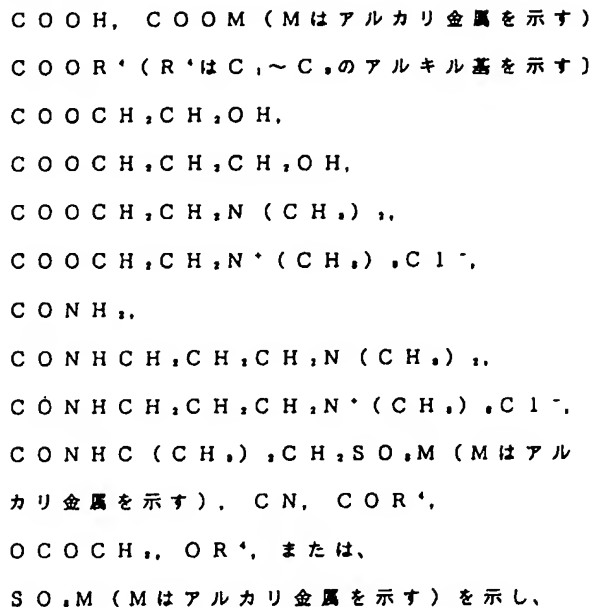 COOH, COOM(Mはアルカリ金属を示す)
COOR⁴(R⁴はC₁~C₉のアルキル基を示す)
COOCH₂CH₂OH,
COOCH₂CH₂CH₂OH,
COOCH₂CH₂N(CH₃)₂,
COOCH₂CH₂N⁺(CH₃)₃Cl⁻,
CONH₂,
CONHCH₂CH₂CH₂N(CH₃)₂,
CONHCH₂CH₂CH₂N⁺(CH₃)₃Cl⁻,
CONHC(CH₃)₂CH₂SO₃M(Mはアル
カリ金属を示す), CN, COR⁴,
OCOCH₃, OR⁴, または、
SO₃M(Mはアルカリ金属を示す)を示し、